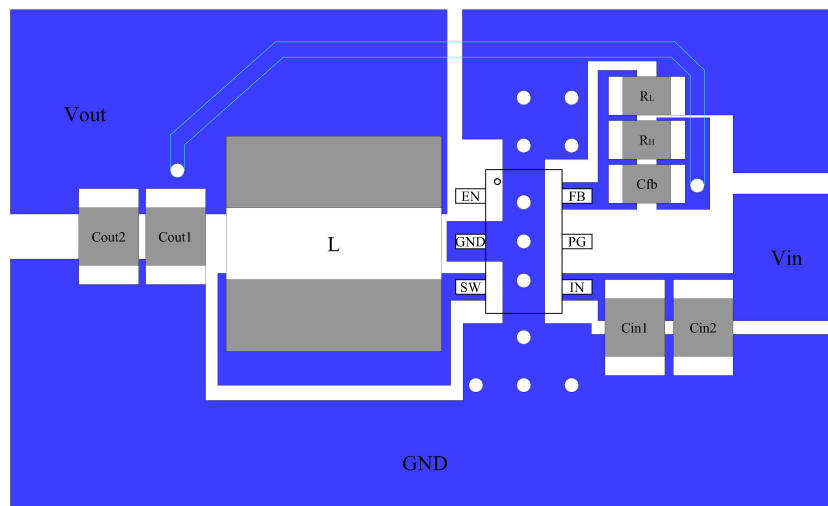 Vout
RL
RH
Cfb
EN
FB
GND
PG
SW
IN
L
Cout2
Cout1
Vin
Cin1
Cin2
GND